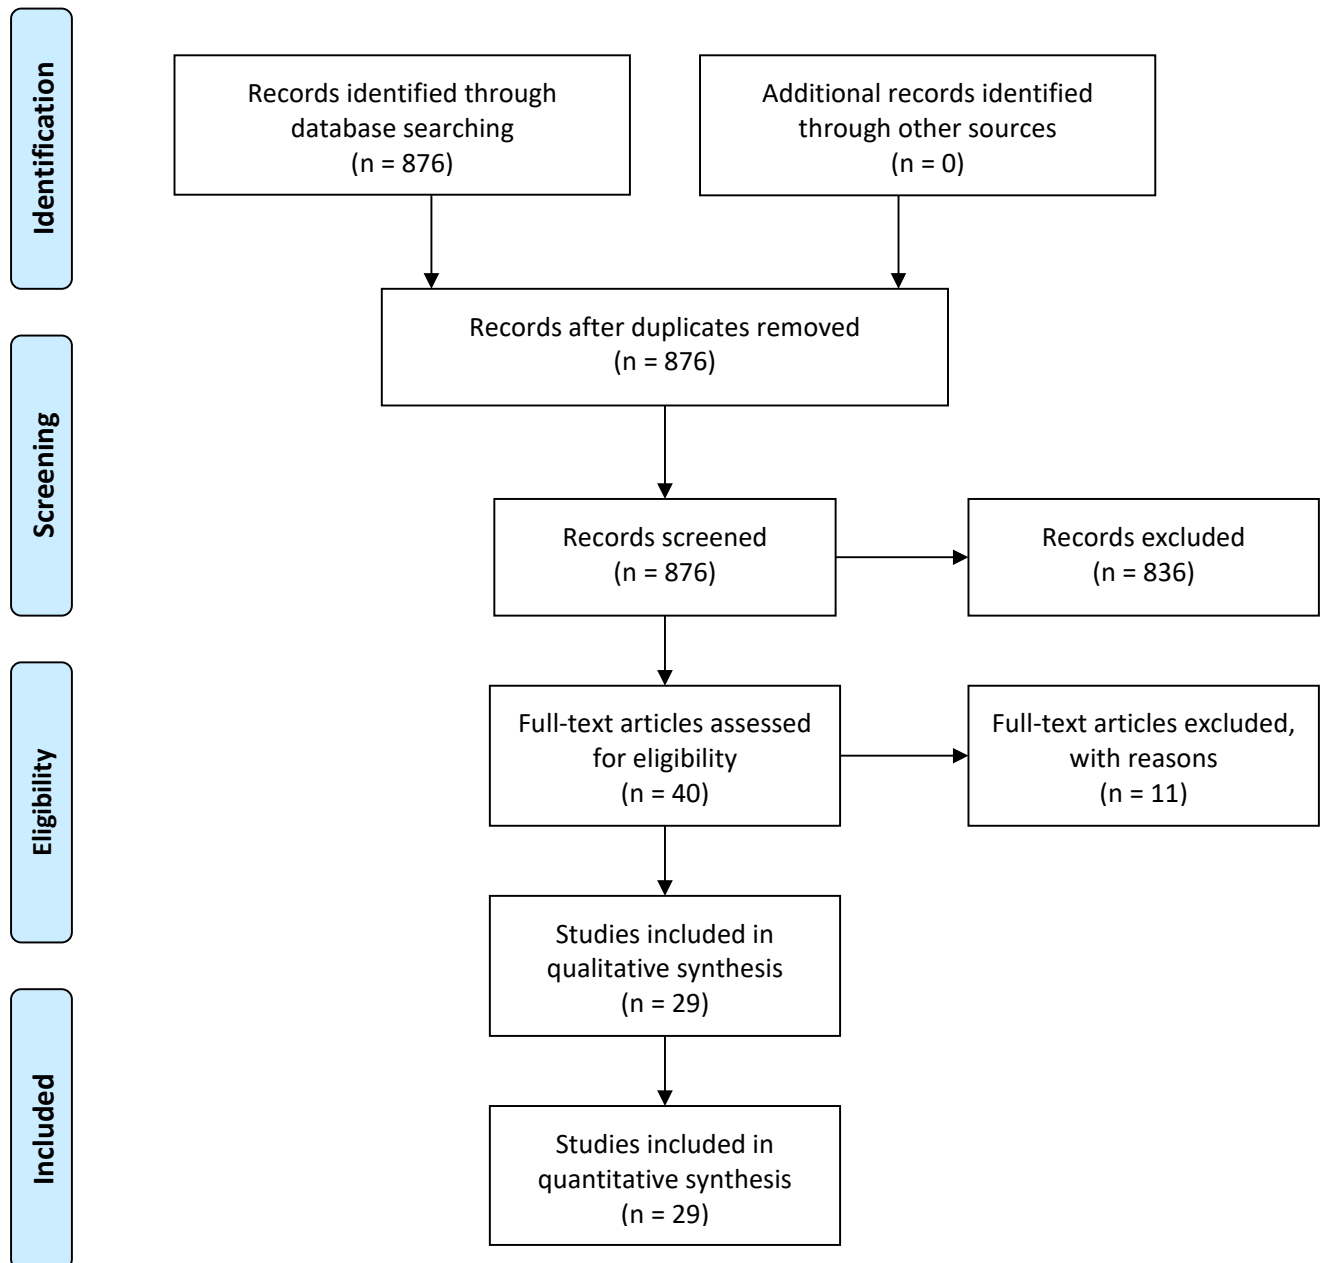 Identification
Records identified through
database searching
(n = 876)
Additional records identified
through other sources
(n = 0)
Records after duplicates removed
(n = 876)
Screening
Records screened
(n = 876)
Records excluded
(n = 836)
Eligibility
Full-text articles assessed
for eligibility
(n = 40)
Full-text articles excluded,
with reasons
(n = 11)
Studies included in
qualitative synthesis
(n = 29)
Included
Studies included in
quantitative synthesis
(n = 29)